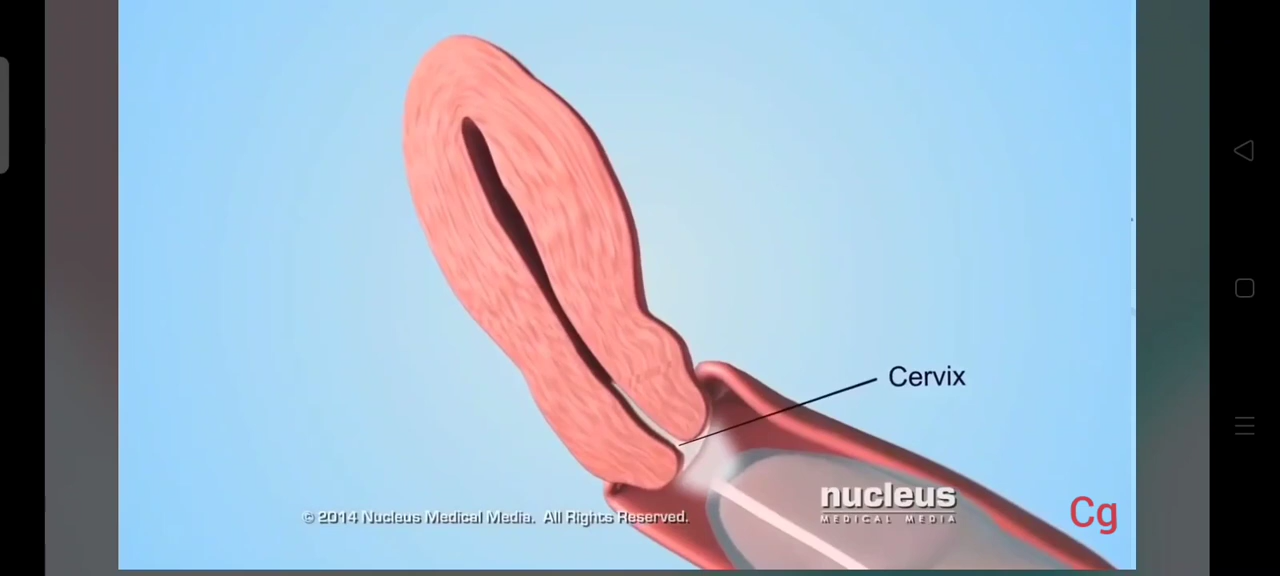 Cervix
nucleus
MEDICAL MEDIA
Cg
© 2014 Nucleus Medical Media. All Rights Reserved.